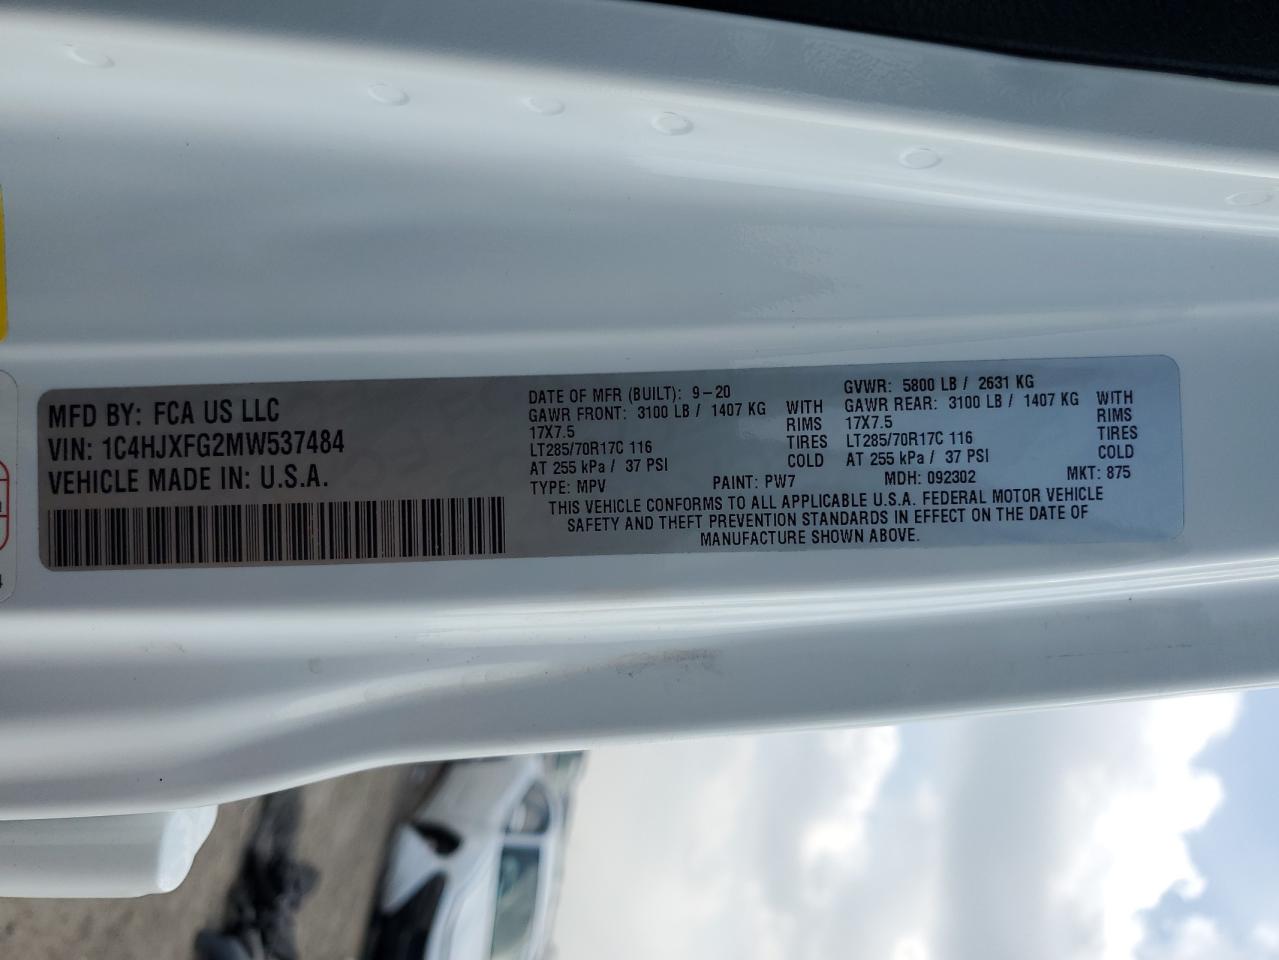 MFD BY: FCA US LLC
VIN: 1C4HJXFG2MW537484
VEHICLE MADE IN: U.S.A.
DATE OF MFR (BUILT): 9-20
GAWR FRONT: 3100 LB / 1407 KG WITH
17X7.5 RIMS
LT285/70R17C 116 TIRES
AT 255 kPa / 37 PSI COLD
GVWR: 5800 LB / 2631 KG
GAWR REAR: 3100 LB / 1407 KG WITH
17X7.5 RIMS
LT285/70R17C 116 TIRES
AT 255 kPa / 37 PSI COLD
TYPE: MPV PAINT: PW7 MDH: 092302 MKT: 875
THIS VEHICLE CONFORMS TO ALL APPLICABLE U.S.A. FEDERAL MOTOR VEHICLE
SAFETY AND THEFT PREVENTION STANDARDS IN EFFECT ON THE DATE OF
MANUFACTURE SHOWN ABOVE.